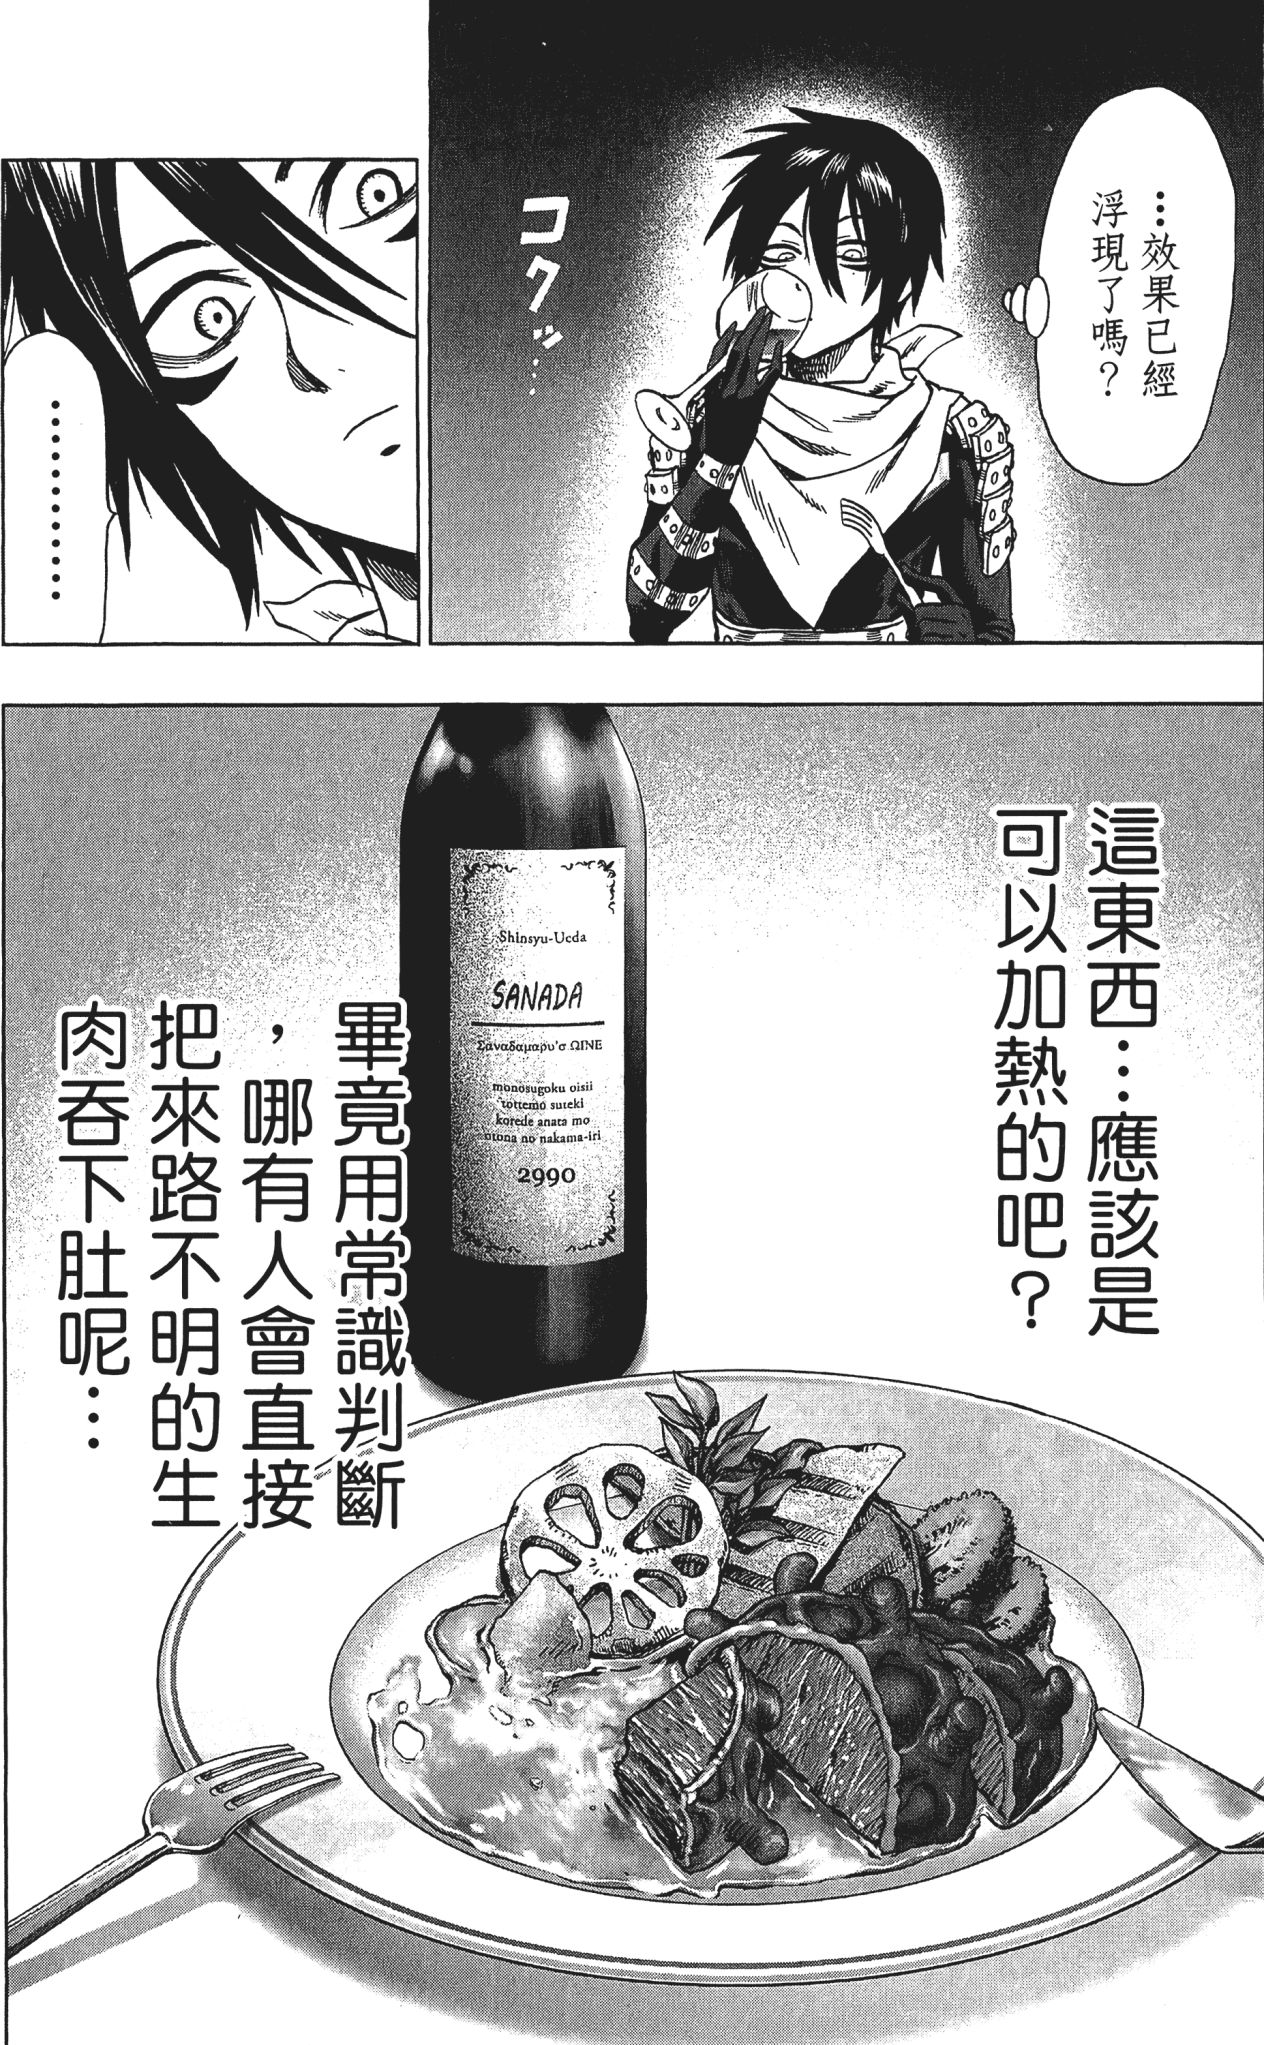 …效果已經
浮現了嗎？
コクッ…
…………
這東西…應該是
可以加熱的吧？
Shinsyu-Ueda
SANADA
Σαναδαμαρυ'σ ΩINE
monosugoku oisii
tottemo suteki
korede anata mo
otona no nakama-iri
2990
畢竟用常識判斷
，哪有人會直接
把來路不明的生
肉吞下肚呢…